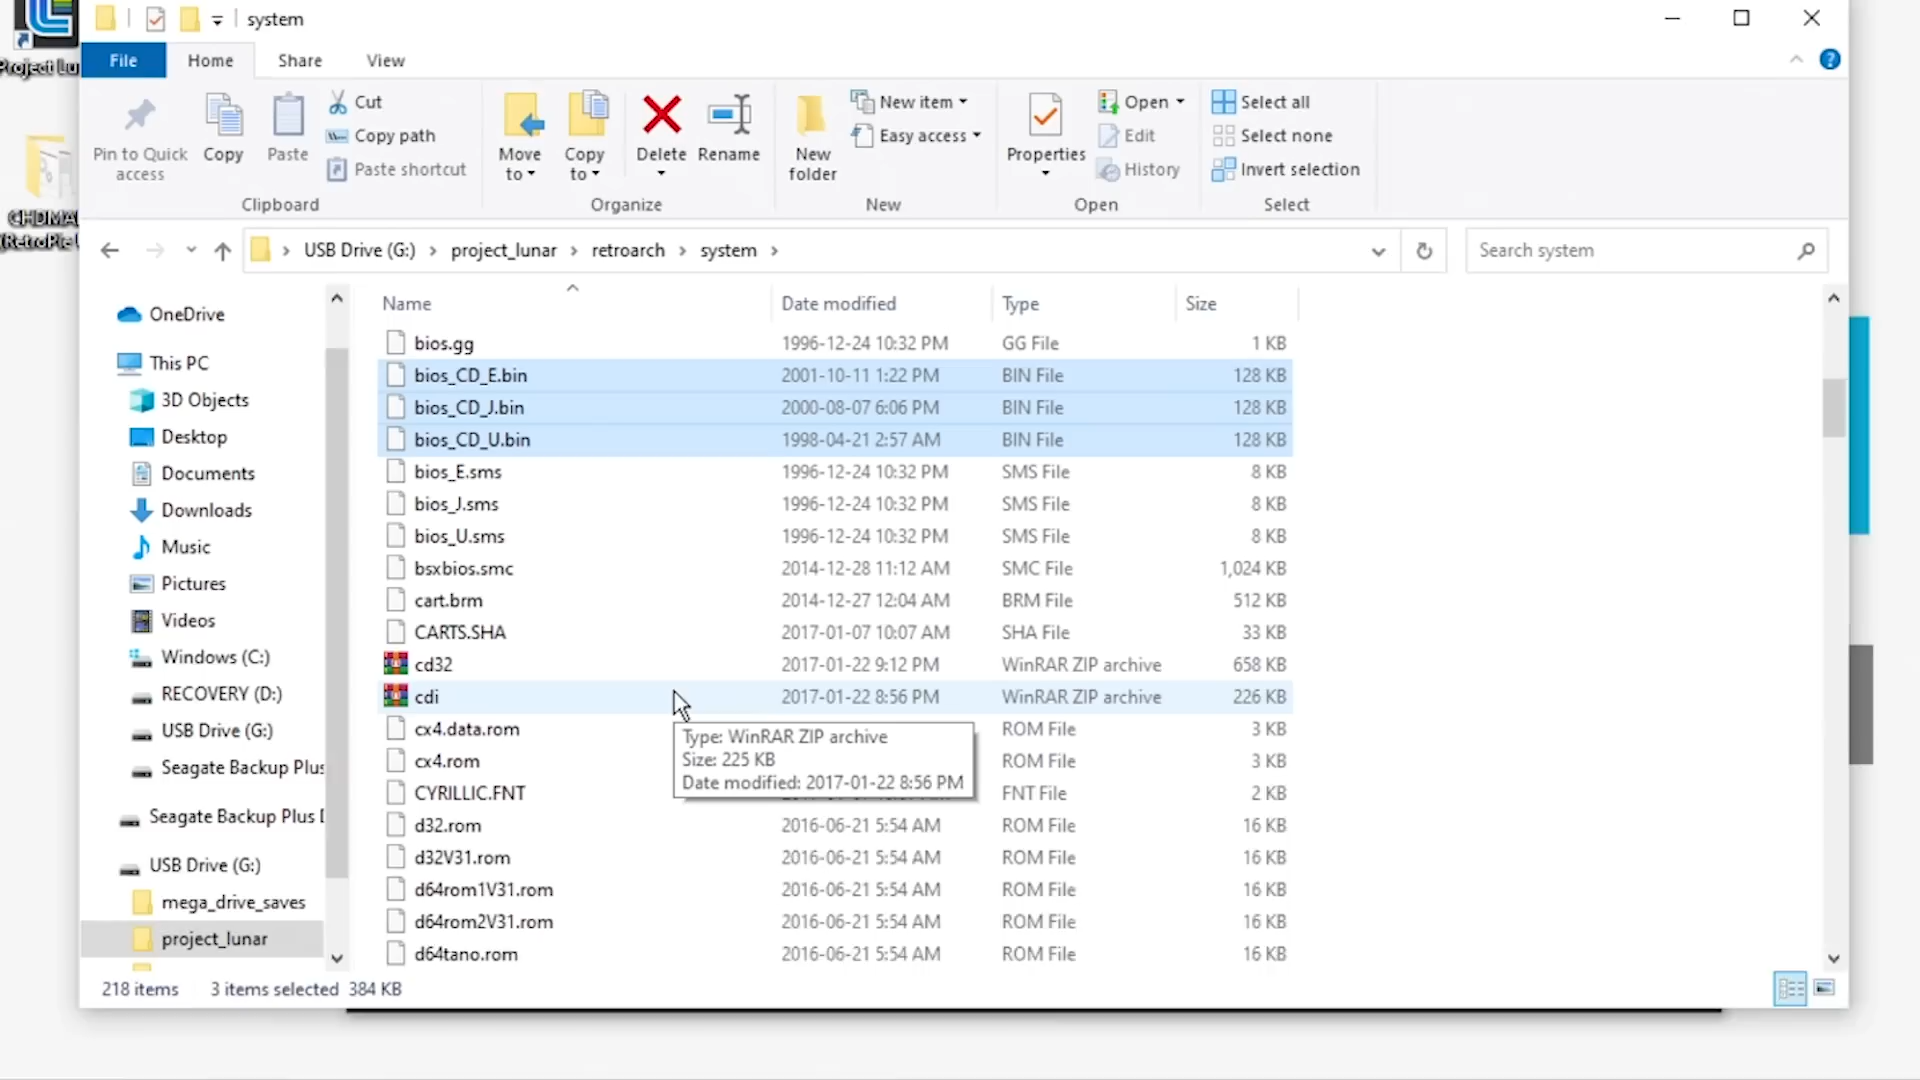 system
Project Lu
CHDMA
(RetroPie
File Home Share View
Pin to Quick access
Copy
Paste
Cut
Copy path
Paste shortcut
Clipboard
Move to
Copy to
Delete
Rename
Organize
New folder
New item
Easy access
New
Properties
Open
Edit
History
Open
Select all
Select none
Invert selection
Select
USB Drive (G:) › project_lunar › retroarch › system ›
Search system
OneDrive
This PC
3D Objects
Desktop
Documents
Downloads
Music
Pictures
Videos
Windows (C:)
RECOVERY (D:)
USB Drive (G:)
Seagate Backup Plus
Seagate Backup Plus D
USB Drive (G:)
mega_drive_saves
project_lunar
Name Date modified Type Size
bios.gg 1996-12-24 10:32 PM GG File 1 KB
bios_CD_E.bin 2001-10-11 1:22 PM BIN File 128 KB
bios_CD_J.bin 2000-08-07 6:06 PM BIN File 128 KB
bios_CD_U.bin 1998-04-21 2:57 AM BIN File 128 KB
bios_E.sms 1996-12-24 10:32 PM SMS File 8 KB
bios_J.sms 1996-12-24 10:32 PM SMS File 8 KB
bios_U.sms 1996-12-24 10:32 PM SMS File 8 KB
bsxbios.smc 2014-12-28 11:12 AM SMC File 1,024 KB
cart.brm 2014-12-27 12:04 AM BRM File 512 KB
CARTS.SHA 2017-01-07 10:07 AM SHA File 33 KB
cd32 2017-01-22 9:12 PM WinRAR ZIP archive 658 KB
cdi 2017-01-22 8:56 PM WinRAR ZIP archive 226 KB
cx4.data.rom ROM File 3 KB
cx4.rom ROM File 3 KB
CYRILLIC.FNT FNT File 2 KB
d32.rom 2016-06-21 5:54 AM ROM File 16 KB
d32V31.rom 2016-06-21 5:54 AM ROM File 16 KB
d64rom1V31.rom 2016-06-21 5:54 AM ROM File 16 KB
d64rom2V31.rom 2016-06-21 5:54 AM ROM File 16 KB
d64tano.rom 2016-06-21 5:54 AM ROM File 16 KB
Type: WinRAR ZIP archive
Size: 225 KB
Date modified: 2017-01-22 8:56 PM
218 items 3 items selected 384 KB